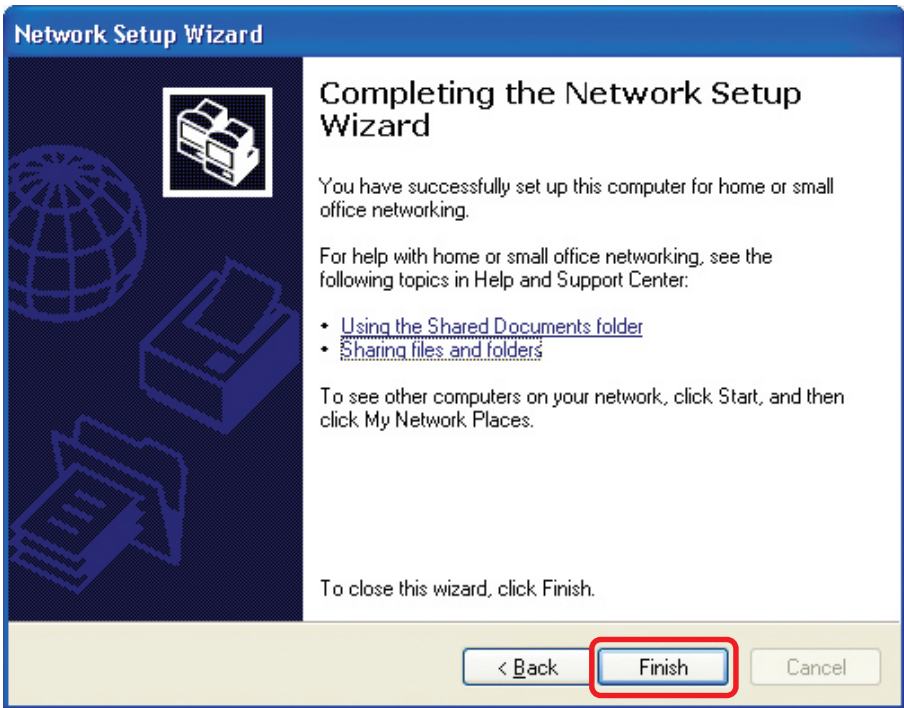 Network Setup Wizard
Completing the Network Setup
Wizard
You have successfully set up this computer for home or small
office networking.
For help with home or small office networking, see the
following topics in Help and Support Center:
• Using the Shared Documents folder
• Sharing files and folders
To see other computers on your network, click Start, and then
click My Network Places.
To close this wizard, click Finish.
< Back Finish Cancel